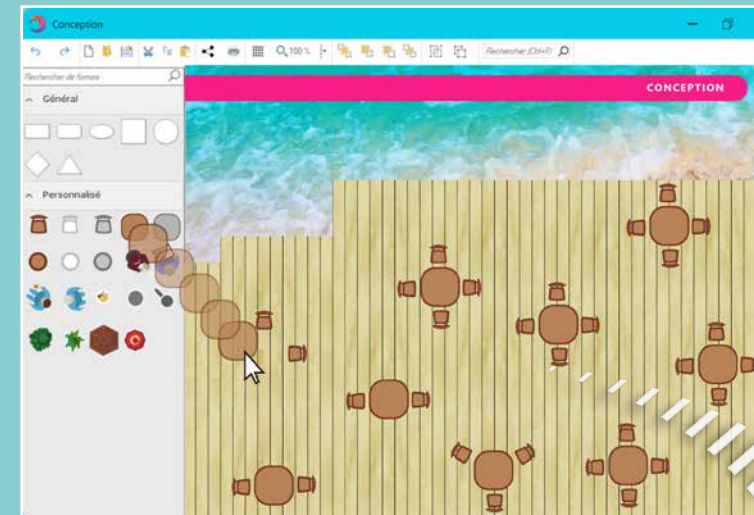 Conception
100 %
Rechercher (Ctrl+F)
Rechercher de formes
CONCEPTION
Général
Personnalisé